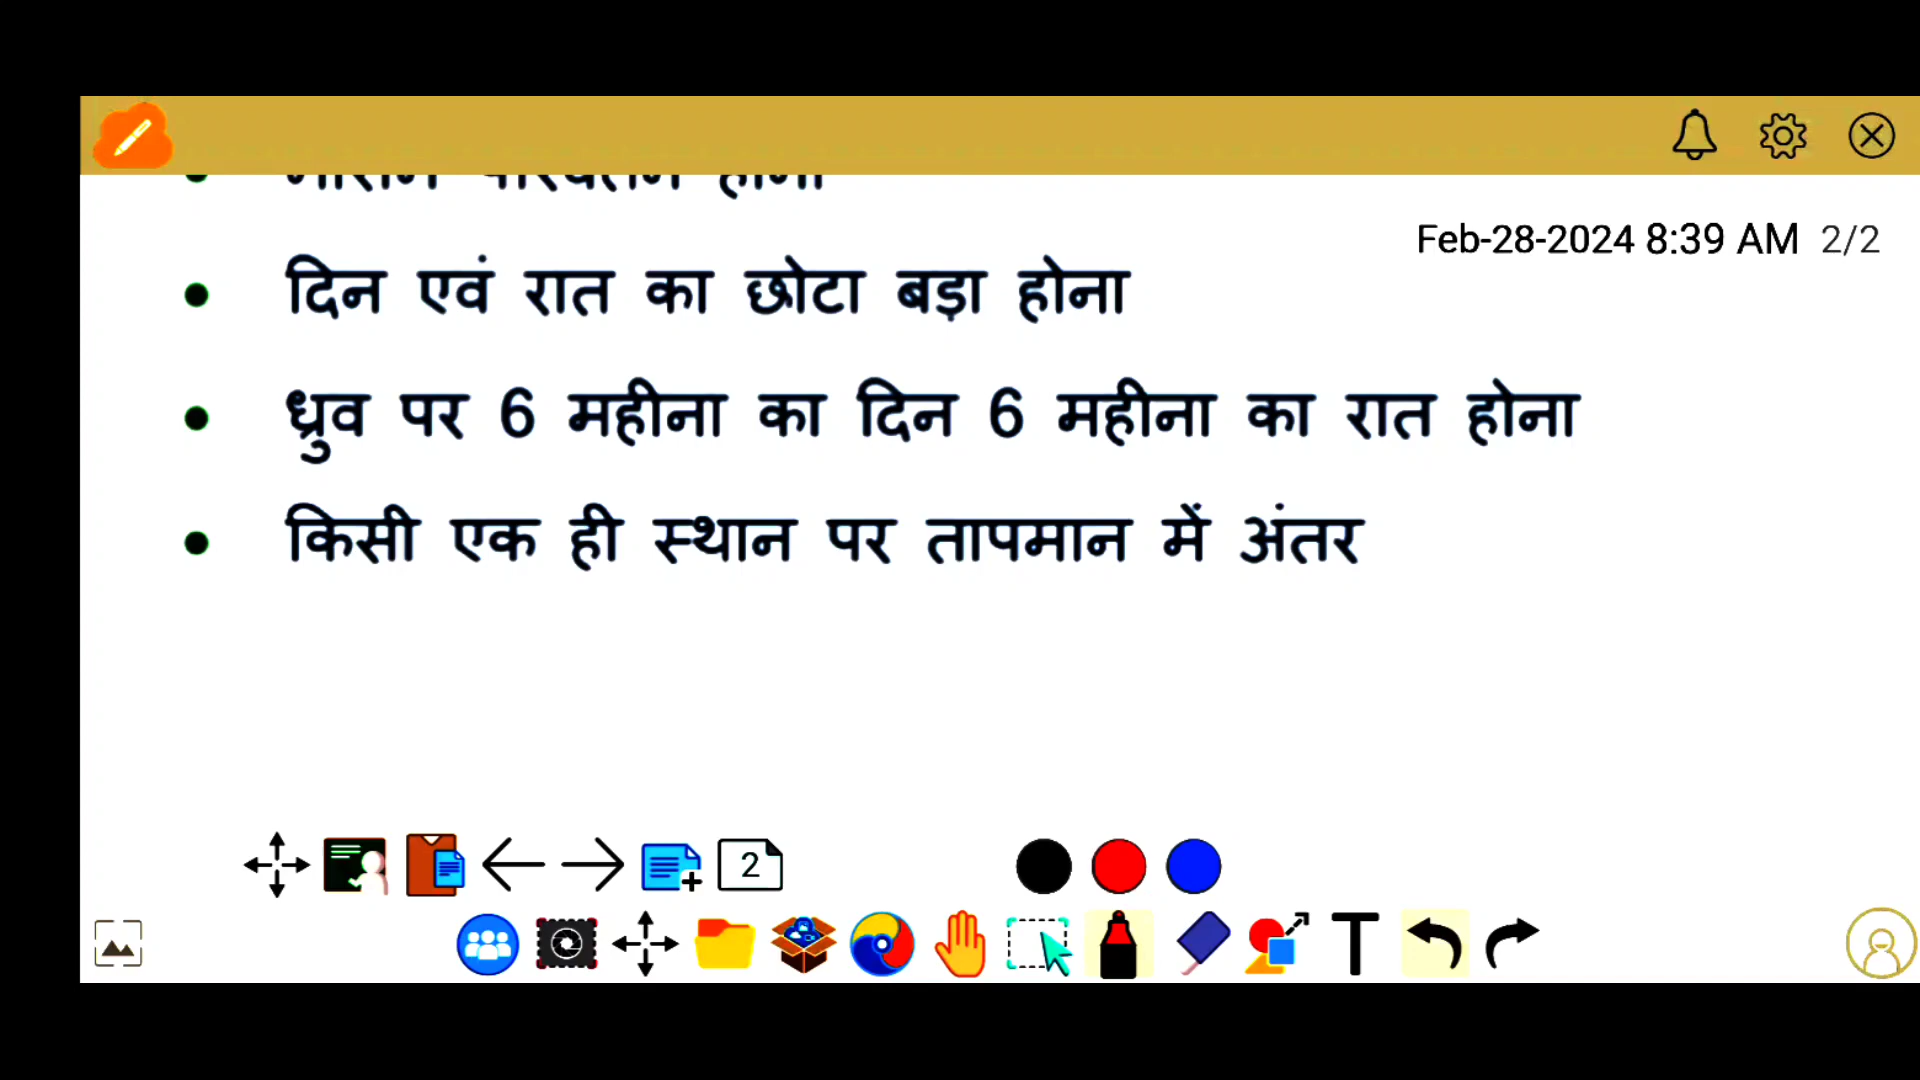 दिन एवं रात का छोटा बड़ा होना
Feb-28-2024 8:39 AM 2/2
ध्रुव पर 6 महीना का दिन 6 महीना का रात होना
किसी एक ही स्थान पर तापमान में अंतर
2
T